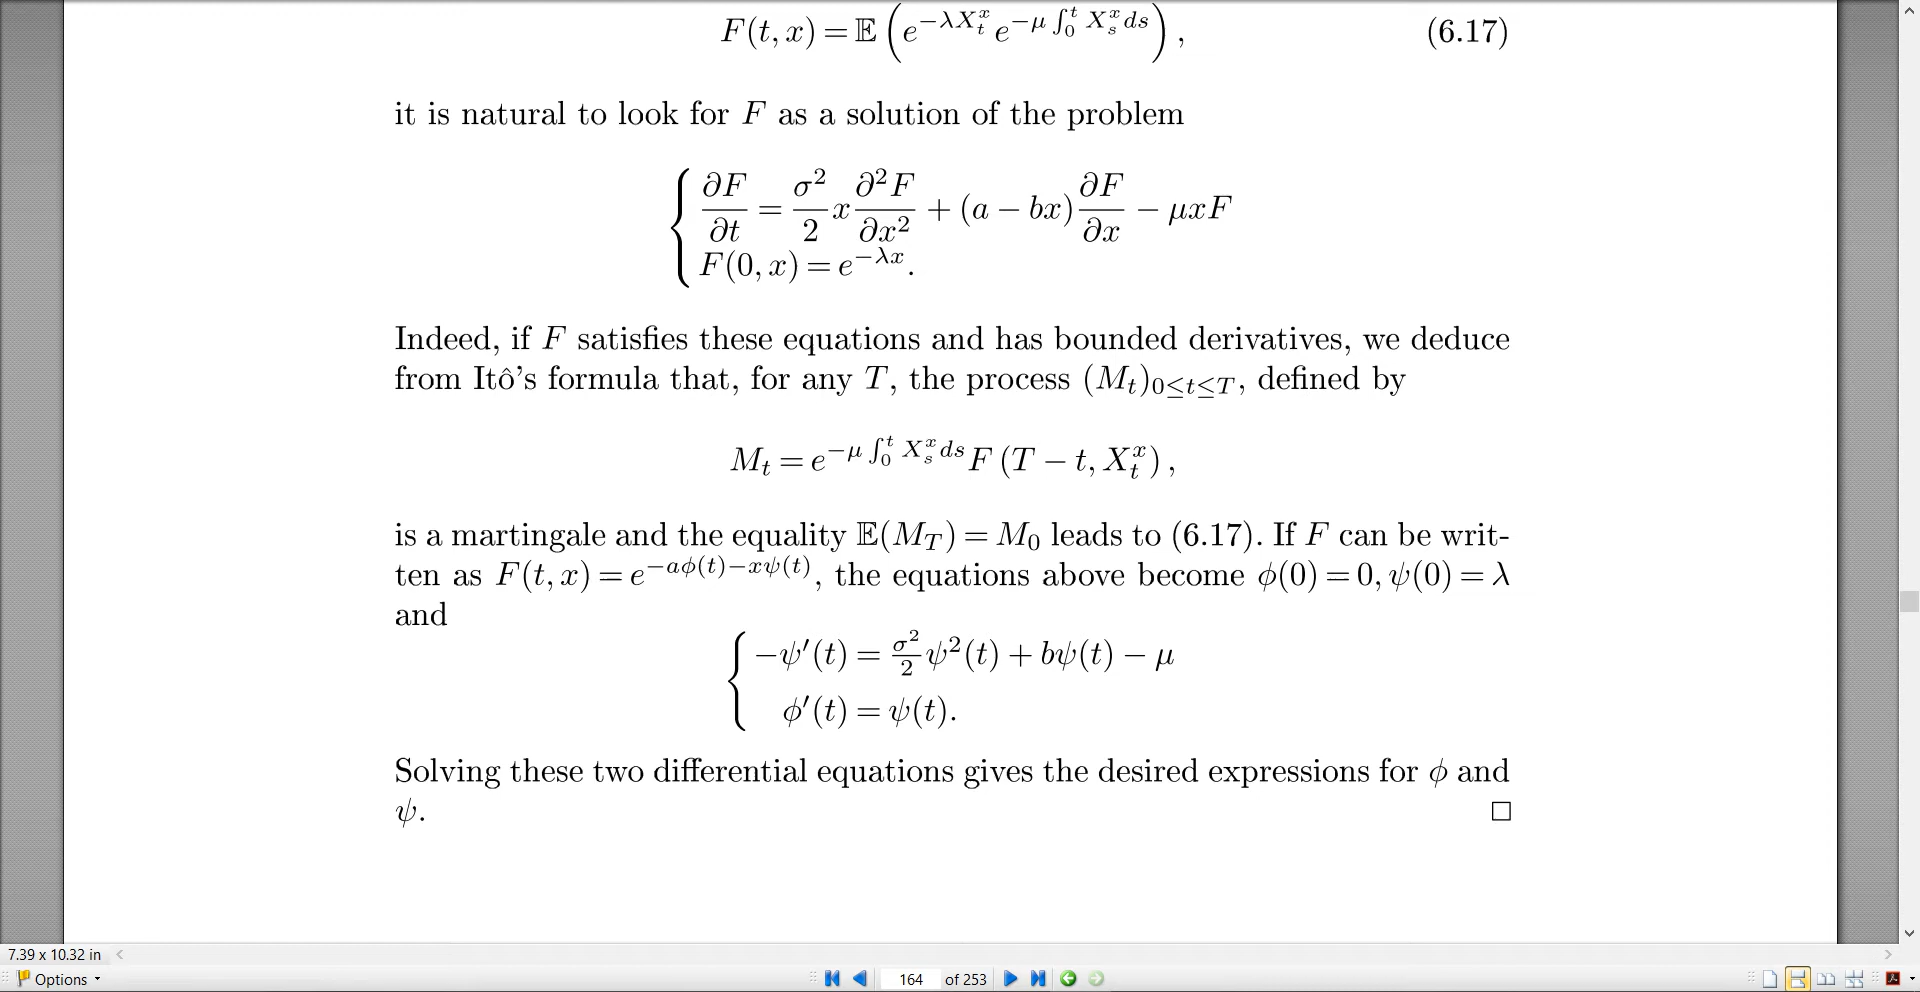 F(t, x) = 𝔼 ( e^{−λX_t^x} e^{−μ ∫_0^t X_s^x ds} ) ,    (6.17)
it is natural to look for F as a solution of the problem
∂F/∂t = σ²/2 x ∂²F/∂x² + (a − bx) ∂F/∂x − μxF
F(0, x) = e^{−λx}.
Indeed, if F satisfies these equations and has bounded derivatives, we deduce
from Itô's formula that, for any T, the process (M_t)_{0≤t≤T}, defined by
M_t = e^{−μ ∫_0^t X_s^x ds} F (T − t, X_t^x) ,
is a martingale and the equality 𝔼(M_T) = M_0 leads to (6.17). If F can be writ-
ten as F(t, x) = e^{−aϕ(t)−xψ(t)}, the equations above become ϕ(0) = 0, ψ(0) = λ
and
−ψ′(t) = σ²/2 ψ²(t) + bψ(t) − μ
ϕ′(t) = ψ(t).
Solving these two differential equations gives the desired expressions for ϕ and
ψ. □
7.39 x 10.32 in
Options 164 of 253